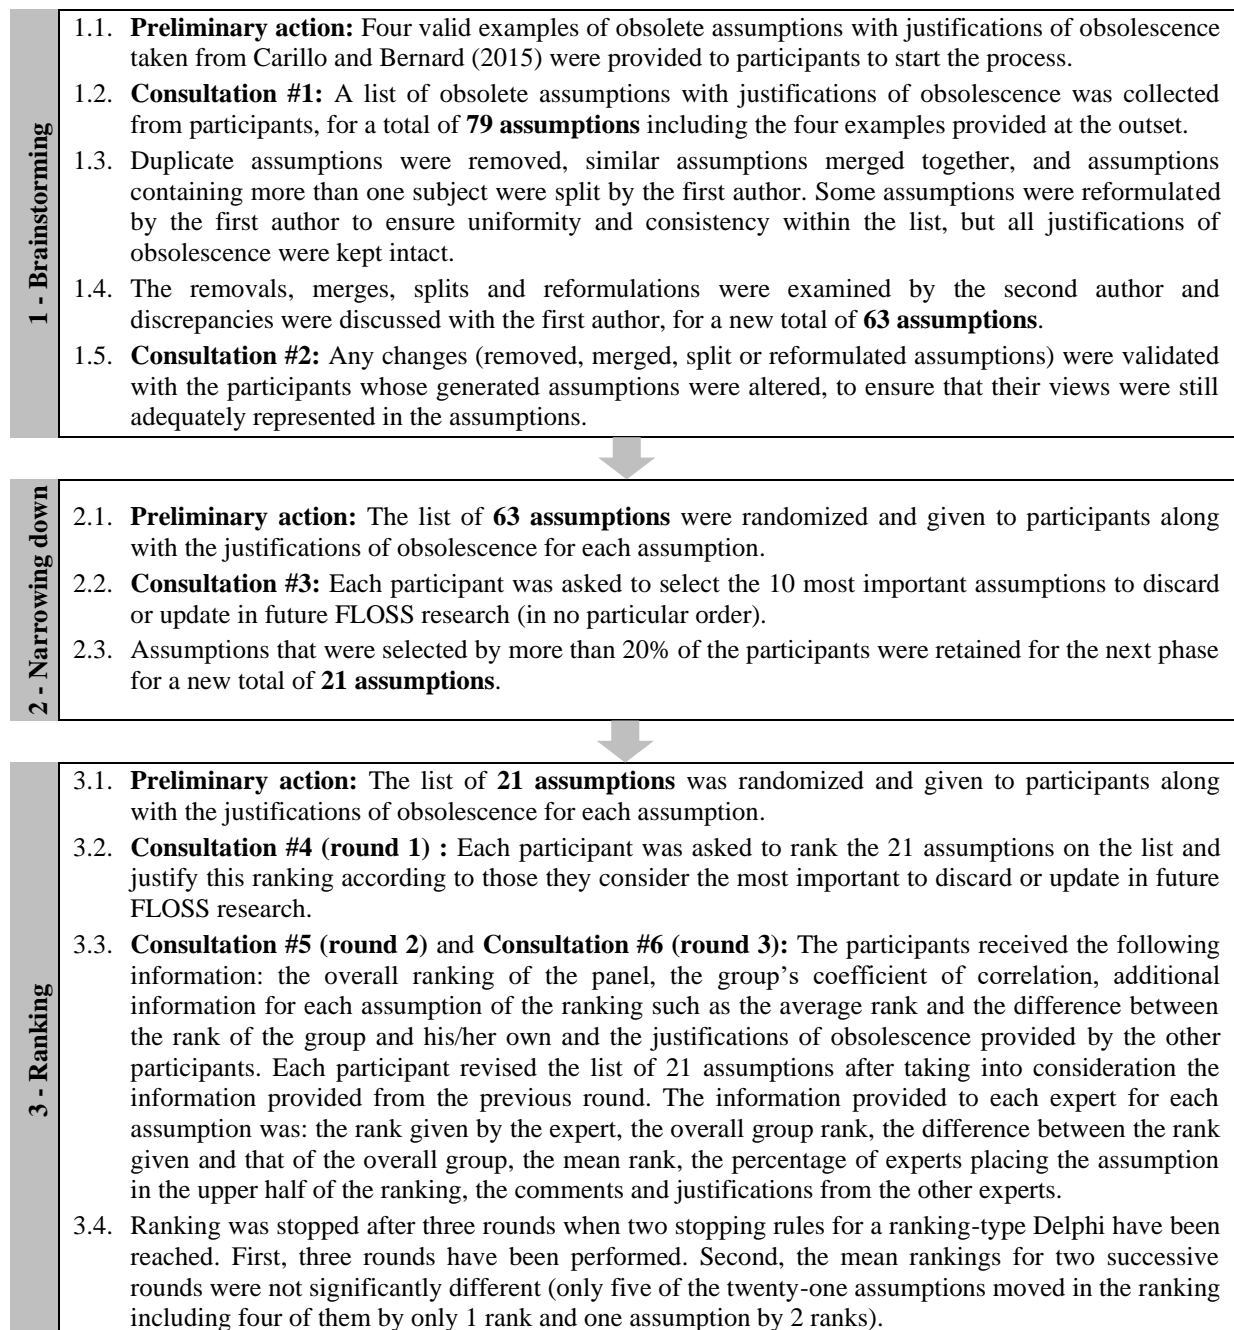 1 - Brainstorming
1.1. Preliminary action: Four valid examples of obsolete assumptions with justifications of obsolescence
taken from Carillo and Bernard (2015) were provided to participants to start the process.
1.2. Consultation #1: A list of obsolete assumptions with justifications of obsolescence was collected
from participants, for a total of 79 assumptions including the four examples provided at the outset.
1.3. Duplicate assumptions were removed, similar assumptions merged together, and assumptions
containing more than one subject were split by the first author. Some assumptions were reformulated
by the first author to ensure uniformity and consistency within the list, but all justifications of
obsolescence were kept intact.
1.4. The removals, merges, splits and reformulations were examined by the second author and
discrepancies were discussed with the first author, for a new total of 63 assumptions.
1.5. Consultation #2: Any changes (removed, merged, split or reformulated assumptions) were validated
with the participants whose generated assumptions were altered, to ensure that their views were still
adequately represented in the assumptions.
2 - Narrowing down
2.1. Preliminary action: The list of 63 assumptions were randomized and given to participants along
with the justifications of obsolescence for each assumption.
2.2. Consultation #3: Each participant was asked to select the 10 most important assumptions to discard
or update in future FLOSS research (in no particular order).
2.3. Assumptions that were selected by more than 20% of the participants were retained for the next phase
for a new total of 21 assumptions.
3 - Ranking
3.1. Preliminary action: The list of 21 assumptions was randomized and given to participants along
with the justifications of obsolescence for each assumption.
3.2. Consultation #4 (round 1) : Each participant was asked to rank the 21 assumptions on the list and
justify this ranking according to those they consider the most important to discard or update in future
FLOSS research.
3.3. Consultation #5 (round 2) and Consultation #6 (round 3): The participants received the following
information: the overall ranking of the panel, the group's coefficient of correlation, additional
information for each assumption of the ranking such as the average rank and the difference between
the rank of the group and his/her own and the justifications of obsolescence provided by the other
participants. Each participant revised the list of 21 assumptions after taking into consideration the
information provided from the previous round. The information provided to each expert for each
assumption was: the rank given by the expert, the overall group rank, the difference between the rank
given and that of the overall group, the mean rank, the percentage of experts placing the assumption
in the upper half of the ranking, the comments and justifications from the other experts.
3.4. Ranking was stopped after three rounds when two stopping rules for a ranking-type Delphi have been
reached. First, three rounds have been performed. Second, the mean rankings for two successive
rounds were not significantly different (only five of the twenty-one assumptions moved in the ranking
including four of them by only 1 rank and one assumption by 2 ranks).